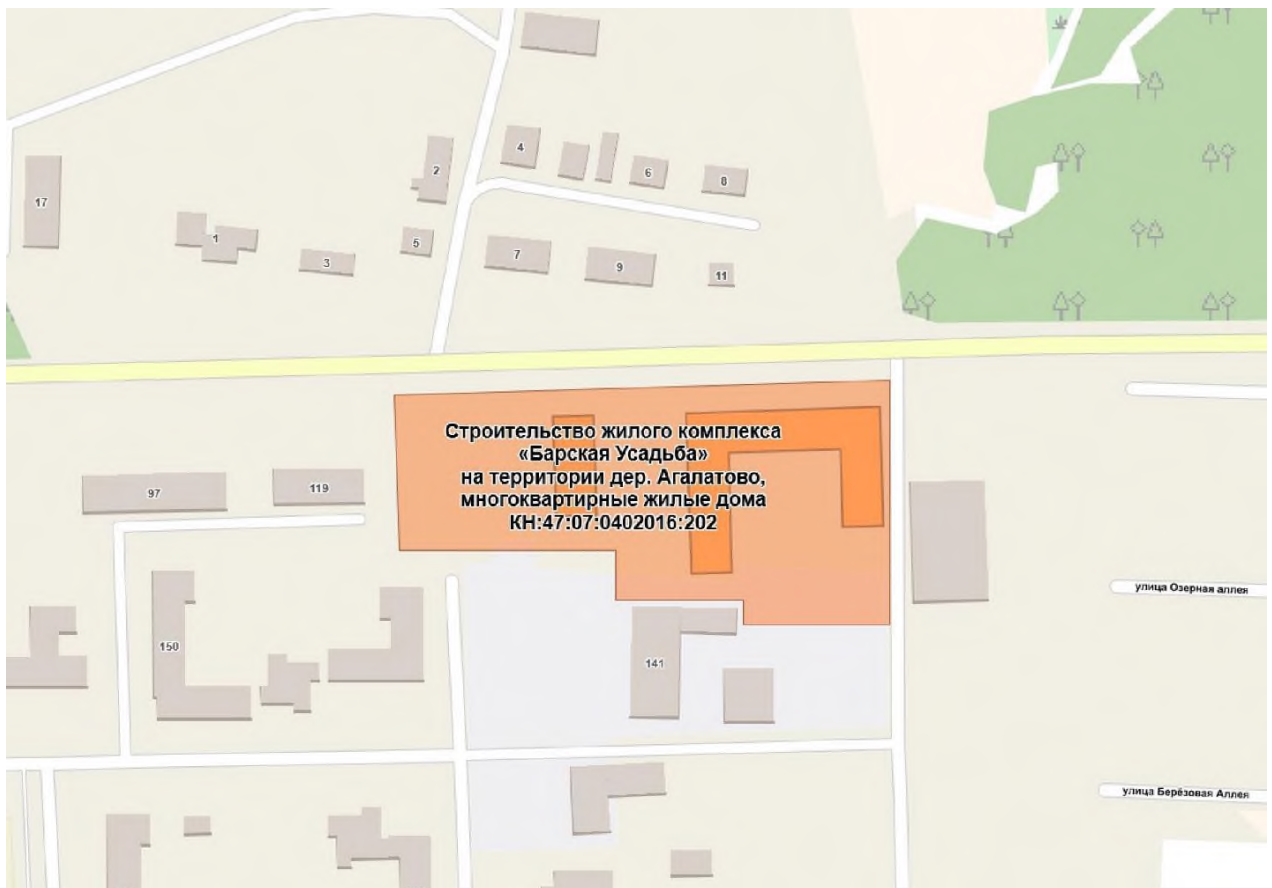 4
2
6
8
17
1
5
3
7
9
11
Строительство жилого комплекса
«Барская Усадьба»
на территории дер. Агалатово,
многоквартирные жилые дома
КН:47:07:0402016:202
97
119
улица Озерная аллея
150
141
улица Берёзовая Аллея